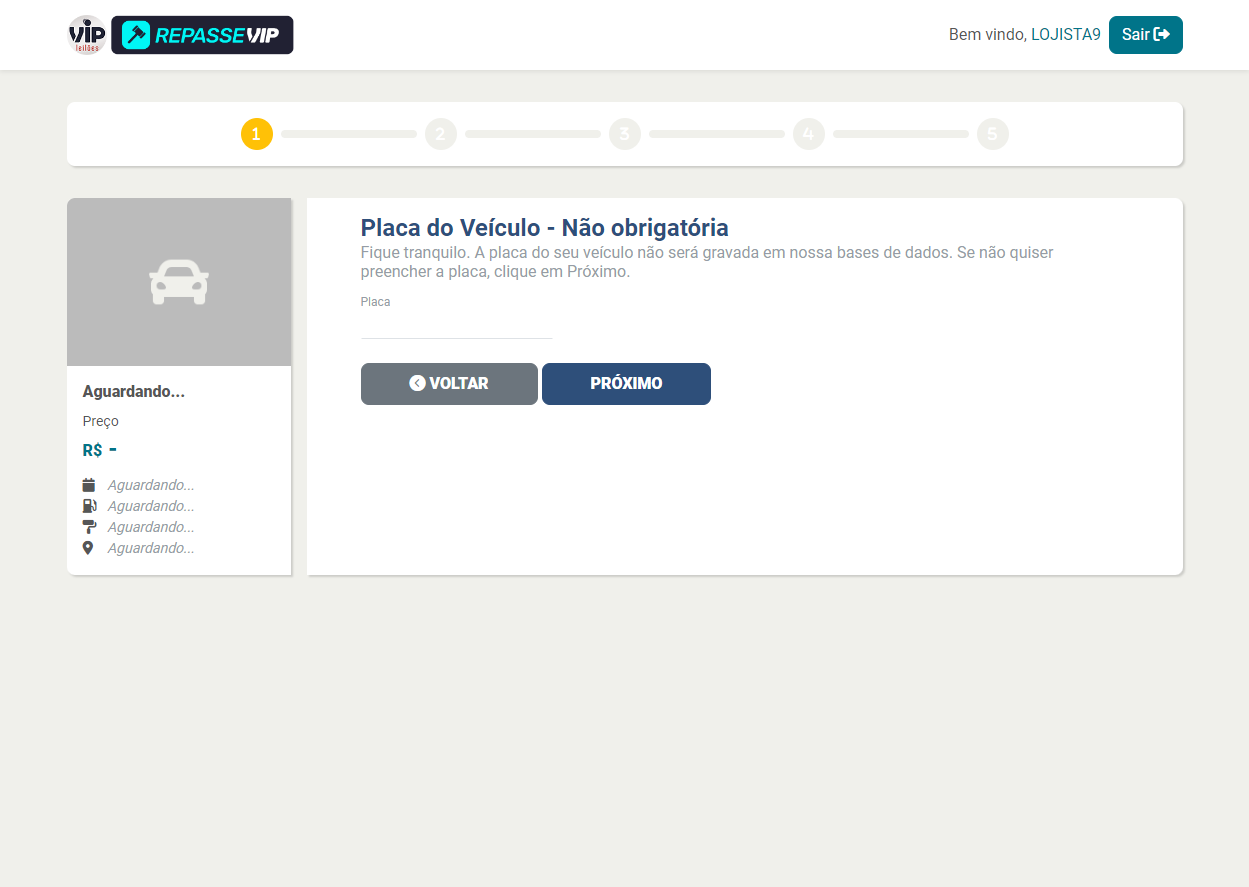 VIP
leilões
REPASSEVIP
Bem vindo, LOJISTA9
Sair
1
2
3
4
5
Aguardando...
Preço
R$ -
Aguardando...
Aguardando...
Aguardando...
Aguardando...
Placa do Veículo - Não obrigatória
Fique tranquilo. A placa do seu veículo não será gravada em nossa bases de dados. Se não quiser
preencher a placa, clique em Próximo.
Placa
VOLTAR
PRÓXIMO